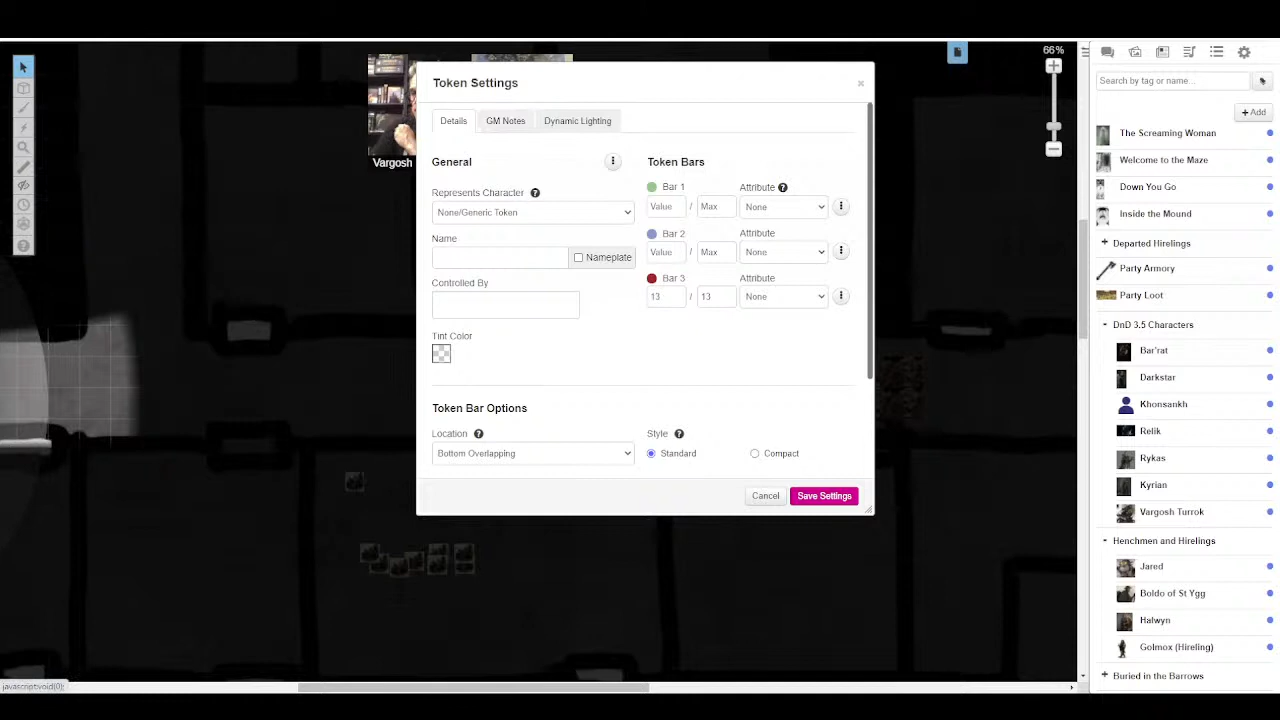 66%
Search by tag or name...
+ Add
The Screaming Woman
Welcome to the Maze
Down You Go
Inside the Mound
Departed Hirelings
Party Armory
Party Loot
DnD 3.5 Characters
Bar'rat
Darkstar
Khonsankh
Relik
Rykas
Kyrian
Vargosh Turrok
Henchmen and Hirelings
Jared
Boldo of St Ygg
Halwyn
Golmox (Hireling)
Buried in the Barrows
Vargosh
Token Settings
×
Details GM Notes Dynamic Lighting
General
Represents Character ?
None/Generic Token
Name
Nameplate
Controlled By
Tint Color
Token Bars
Bar 1 Attribute ?
Value / Max None
Bar 2 Attribute
Value / Max None
Bar 3 Attribute
13 / 13 None
Token Bar Options
Location ?
Bottom Overlapping
Style ?
Standard Compact
Cancel Save Settings
javascript:void(0);